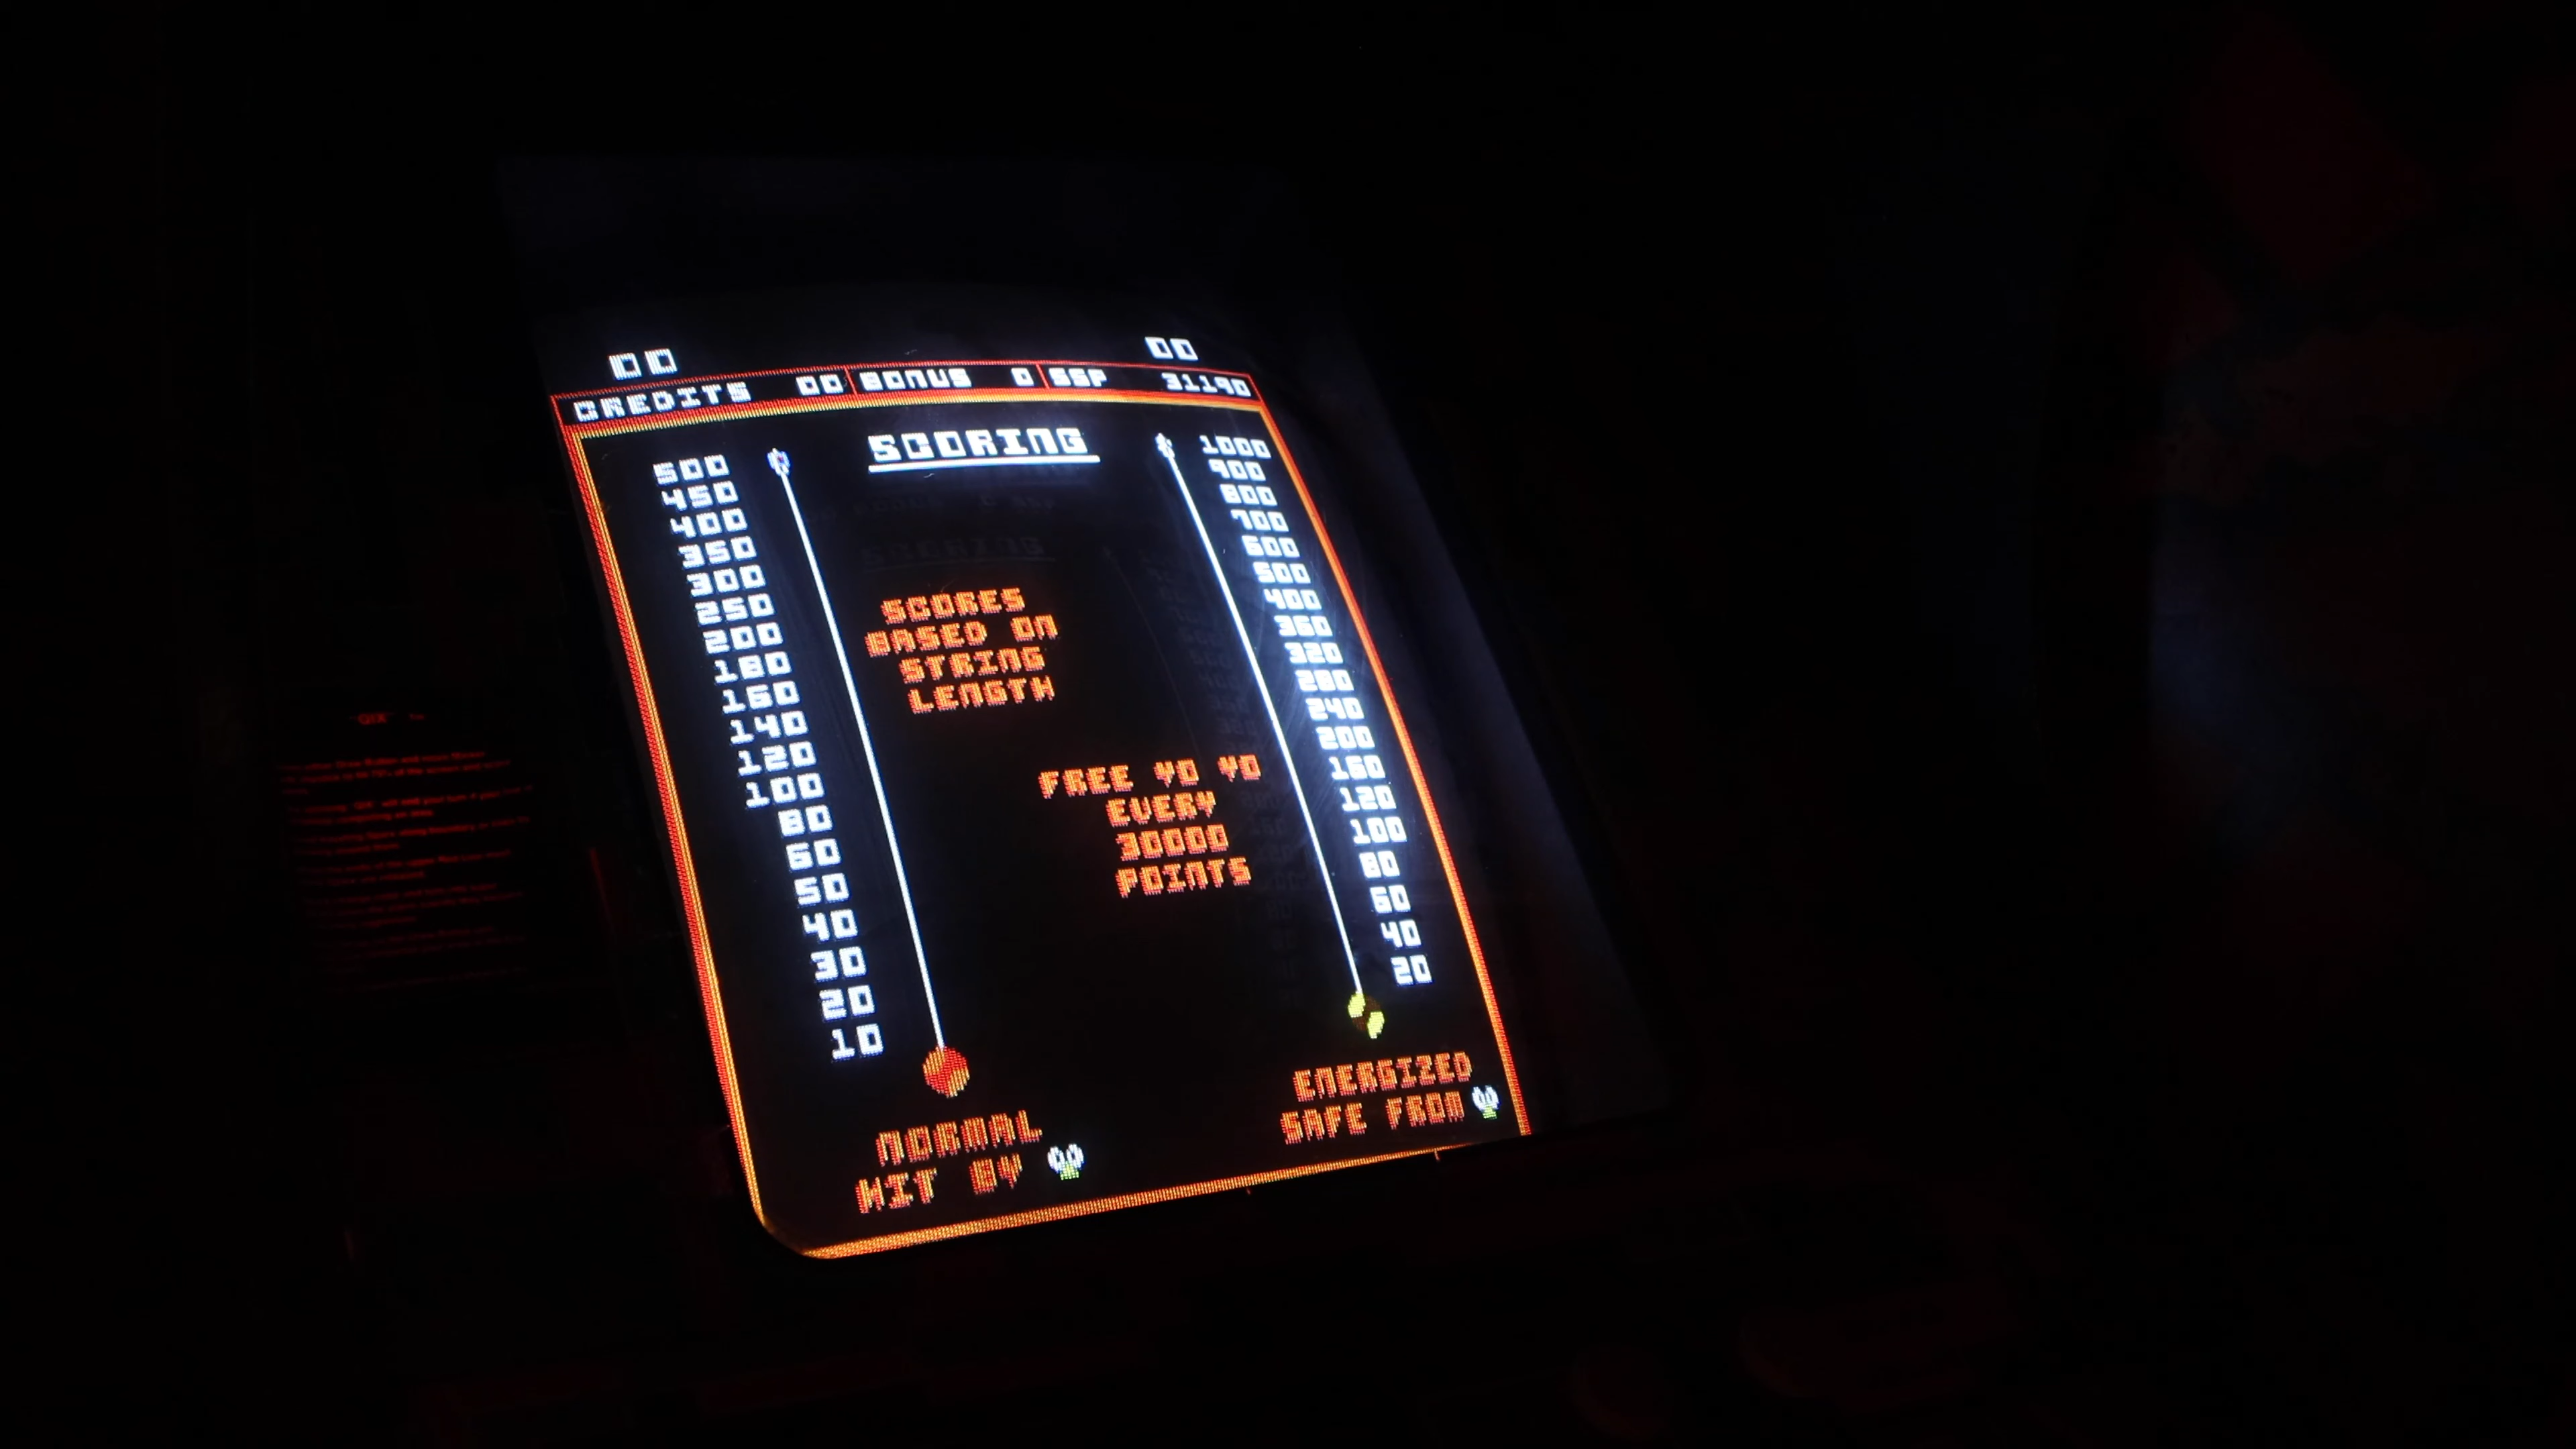 00 00
CREDITS 00 BONUS 0 SSP 31190
SCORING
500
450
400
350
300
250
200
180
160
140
120
100
80
60
50
40
30
20
10
SCORES
BASED ON
STRING
LENGTH
FREE YO YO
EVERY
30000
POINTS
1000
900
800
700
600
500
400
360
320
280
240
200
160
120
100
80
60
40
20
NORMAL
HIT BY
ENERGIZED
SAFE FROM
QIX